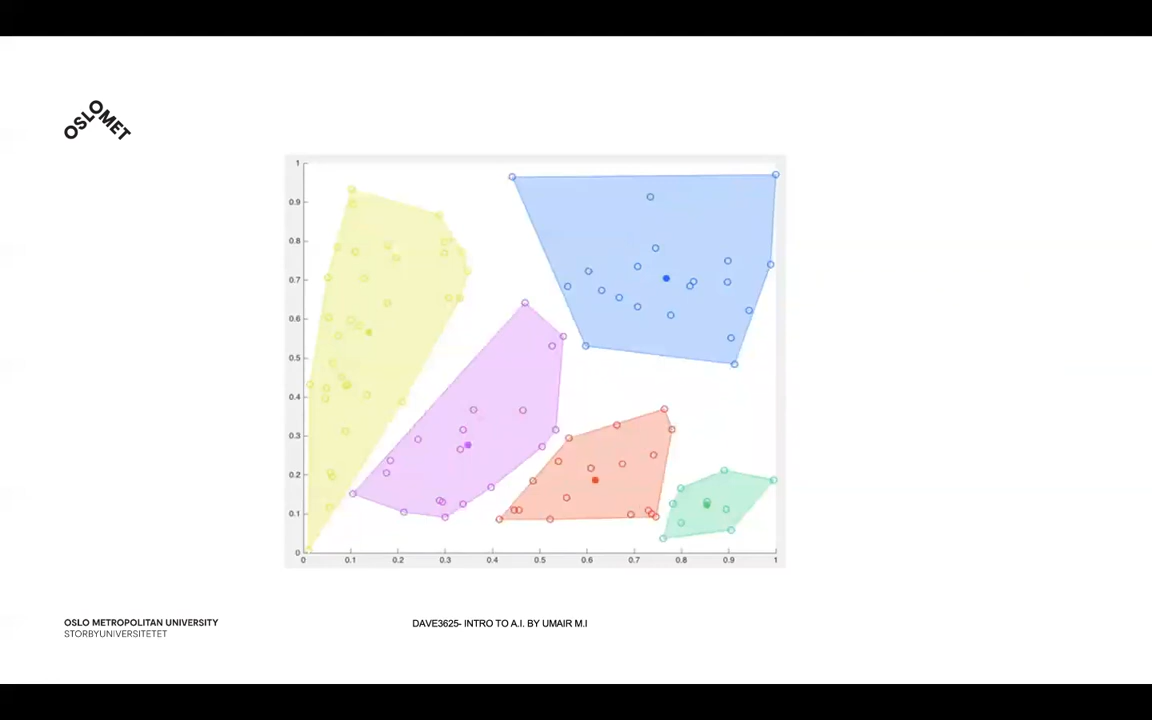 OSLOMET
1
0.9
0.8
0.7
0.6
0.5
0.4
0.3
0.2
0.1
0
0 0.1 0.2 0.3 0.4 0.5 0.6 0.7 0.8 0.9 1
OSLO METROPOLITAN UNIVERSITY
STORBYUNIVERSITETET
DAVE3625- INTRO TO A.I. BY UMAIR M.I